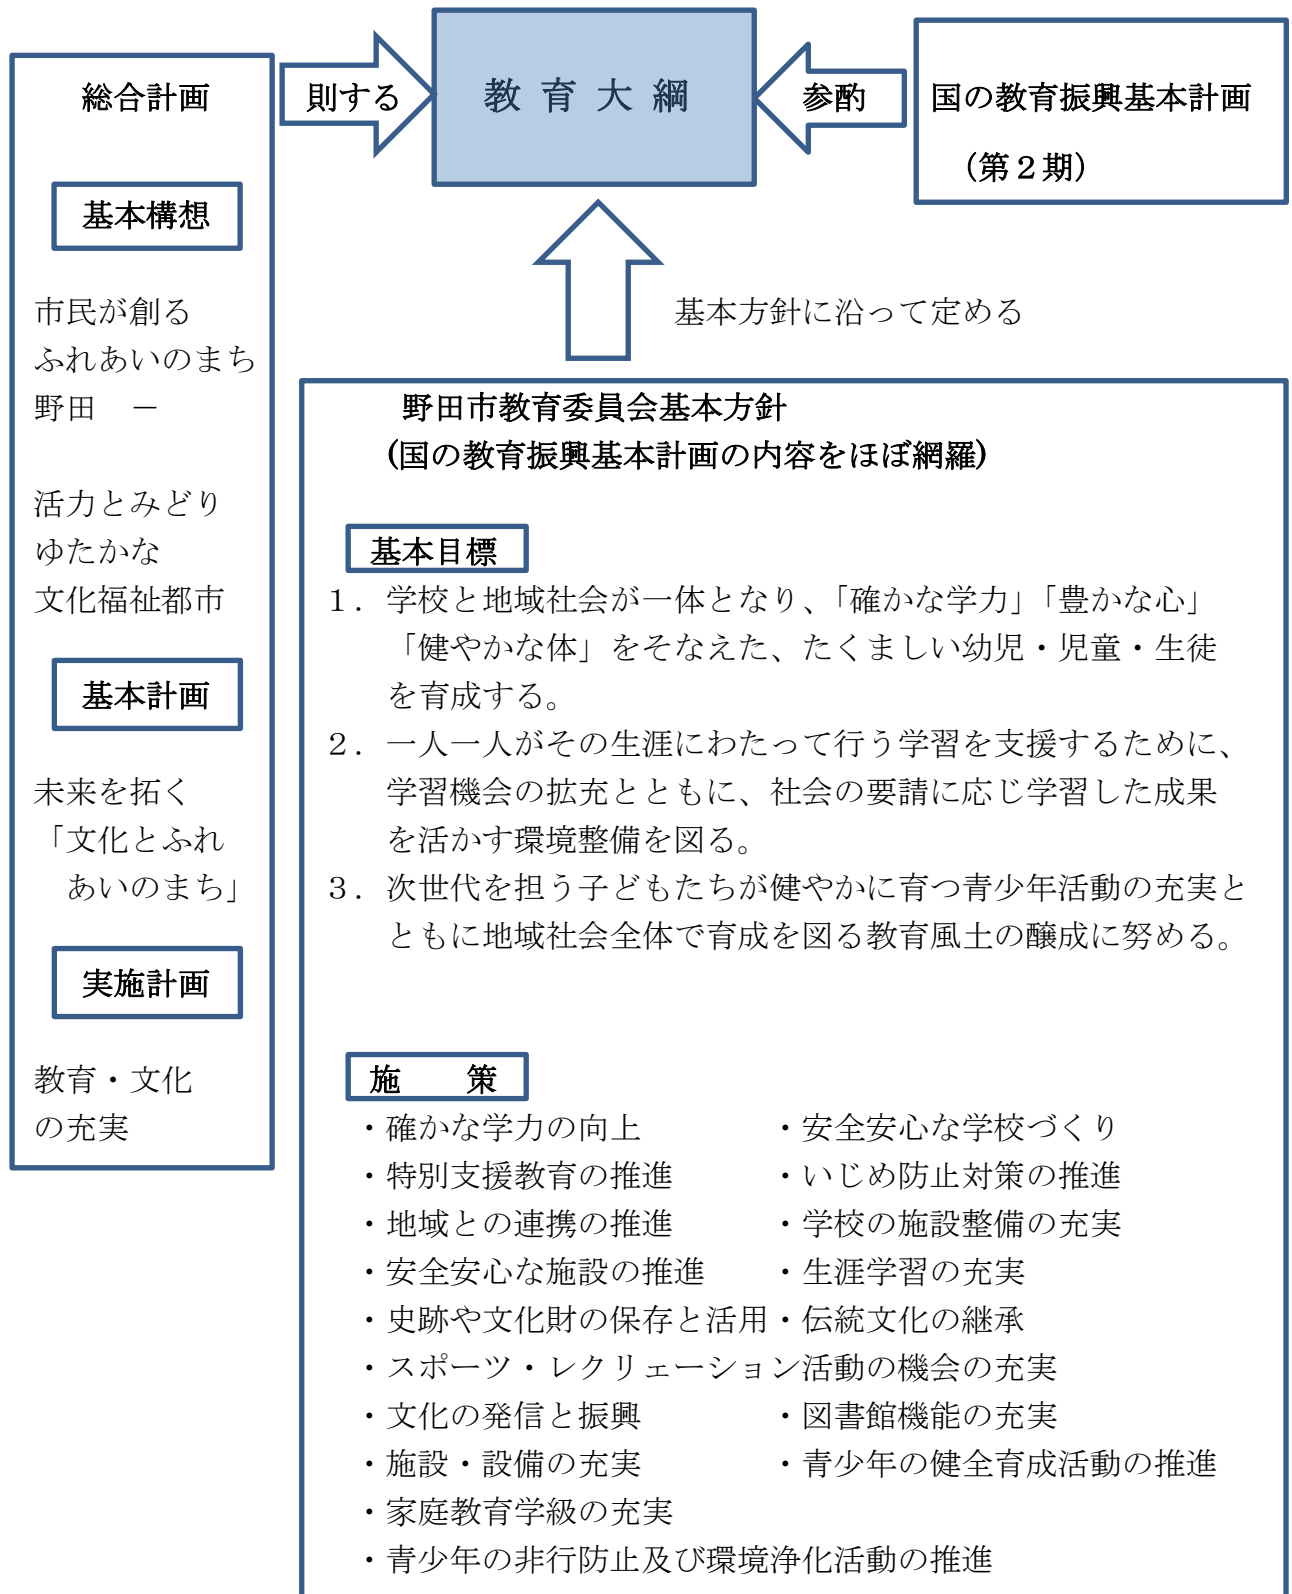 総合計画
則する
教育大綱
参酌
国の教育振興基本計画
（第２期）
基本構想
市民が創る
ふれあいのまち
野田　－
活力とみどり
ゆたかな
文化福祉都市
基本計画
未来を拓く
「文化とふれ
あいのまち」
実施計画
教育・文化
の充実
基本方針に沿って定める
野田市教育委員会基本方針
(国の教育振興基本計画の内容をほぼ網羅)
基本目標
１．学校と地域社会が一体となり、「確かな学力」「豊かな心」
「健やかな体」をそなえた、たくましい幼児・児童・生徒
を育成する。
２．一人一人がその生涯にわたって行う学習を支援するために、
学習機会の拡充とともに、社会の要請に応じ学習した成果
を活かす環境整備を図る。
３．次世代を担う子どもたちが健やかに育つ青少年活動の充実と
ともに地域社会全体で育成を図る教育風土の醸成に努める。
施　　策
・確かな学力の向上　　　　・安全安心な学校づくり
・特別支援教育の推進　　　・いじめ防止対策の推進
・地域との連携の推進　　　・学校の施設整備の充実
・安全安心な施設の推進　　・生涯学習の充実
・史跡や文化財の保存と活用・伝統文化の継承
・スポーツ・レクリェーション活動の機会の充実
・文化の発信と振興　　　　・図書館機能の充実
・施設・設備の充実　　　　・青少年の健全育成活動の推進
・家庭教育学級の充実
・青少年の非行防止及び環境浄化活動の推進